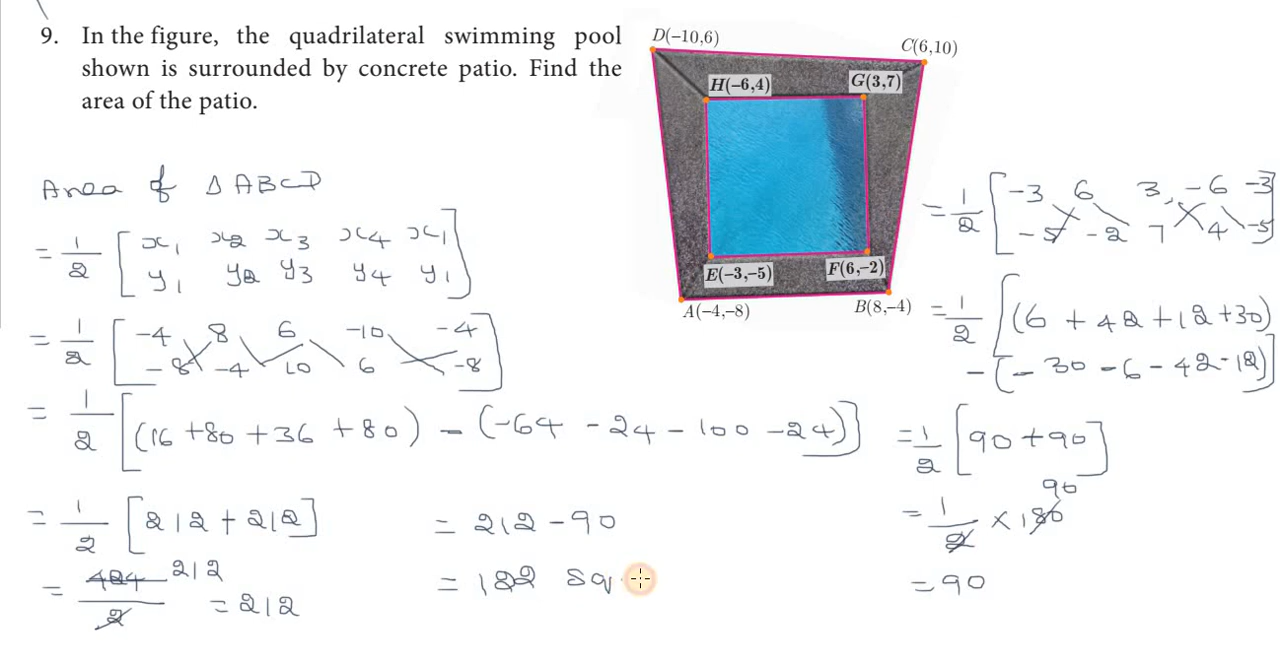 9. In the figure, the quadrilateral swimming pool
shown is surrounded by concrete patio. Find the
area of the patio.
D(−10,6)
C(6,10)
H(−6,4)
G(3,7)
E(−3,−5)
F(6,−2)
A(−4,−8)
B(8,−4)
Area of ΔABCD
= 1/2 [x1 x2 x3 x4 x1
y1 y2 y3 y4 y1]
= 1/2 [-4 8 6 -10 -4
-8 -4 10 6 -8]
= 1/2 [(16 +80 +36 +80) - (-64 -24 - 100 -24)]
= 1/2 [212 + 212]
= 424/2 212 = 212
= 1/2 [-3 6 3, -6 -3
-5 -2 7 4 -5]
= 1/2 [(6 + 42 + 12 +30)
-(- 30 -6 - 42 - 12)]
= 1/2 [90 +90]
= 1/2 × 180 90
= 90
= 212 - 90
= 122 sq